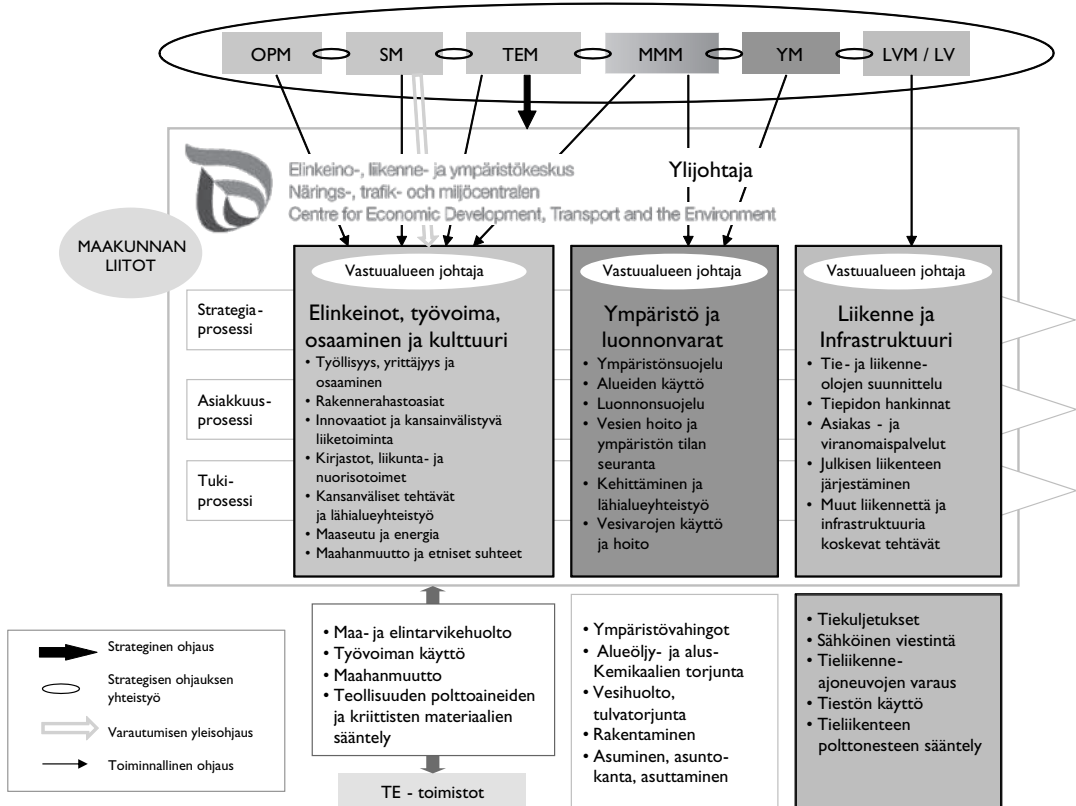 OPM
SM
TEM
MMM
YM
LVM / LV
Elinkeino-, liikenne- ja ympäristökeskus
Närings-, trafik- och miljöcentralen
Centre for Economic Development, Transport and the Environment
Ylijohtaja
MAAKUNNAN
LIITOT
Strategia-
prosessi
Asiakkuus-
prosessi
Tuki-
prosessi
Vastuualueen johtaja
Elinkeinot, työvoima,
osaaminen ja kulttuuri
• Työllisyys, yrittäjyys ja
osaaminen
• Rakennerahastoasiat
• Innovaatiot ja kansainvälistyvä
liiketoiminta
• Kirjastot, liikunta- ja
nuorisotoimet
• Kansanväliset tehtävät
ja lähialueyhteistyö
• Maaseutu ja energia
• Maahanmuutto ja etniset suhteet
Vastuualueen johtaja
Ympäristö ja
luonnonvarat
• Ympäristönsuojelu
• Alueiden käyttö
• Luonnonsuojelu
• Vesien hoito ja
ympäristön tilan
seuranta
• Kehittäminen ja
lähialueyhteistyö
• Vesivarojen käyttö
ja hoito
Vastuualueen johtaja
Liikenne ja
Infrastruktuuri
• Tie- ja liikenne-
olojen suunnittelu
• Tiepidon hankinnat
• Asiakas - ja
viranomaispalvelut
• Julkisen liikenteen
järjestäminen
• Muut liikennettä ja
infrastruktuuria
koskevat tehtävät
Strateginen ohjaus
Strategisen ohjauksen
yhteistyö
Varautumisen yleisohjaus
Toiminnallinen ohjaus
• Maa- ja elintarvikehuolto
• Työvoiman käyttö
• Maahanmuutto
• Teollisuuden polttoaineiden
ja kriittisten materiaalien
sääntely
TE - toimistot
• Ympäristövahingot
• Alueöljy- ja alus-
Kemikaalien torjunta
• Vesihuolto,
tulvatorjunta
• Rakentaminen
• Asuminen, asunto-
kanta, asuttaminen
• Tiekuljetukset
• Sähköinen viestintä
• Tieliikenne-
ajoneuvojen varaus
• Tiestön käyttö
• Tieliikenteen
polttonesteen sääntely